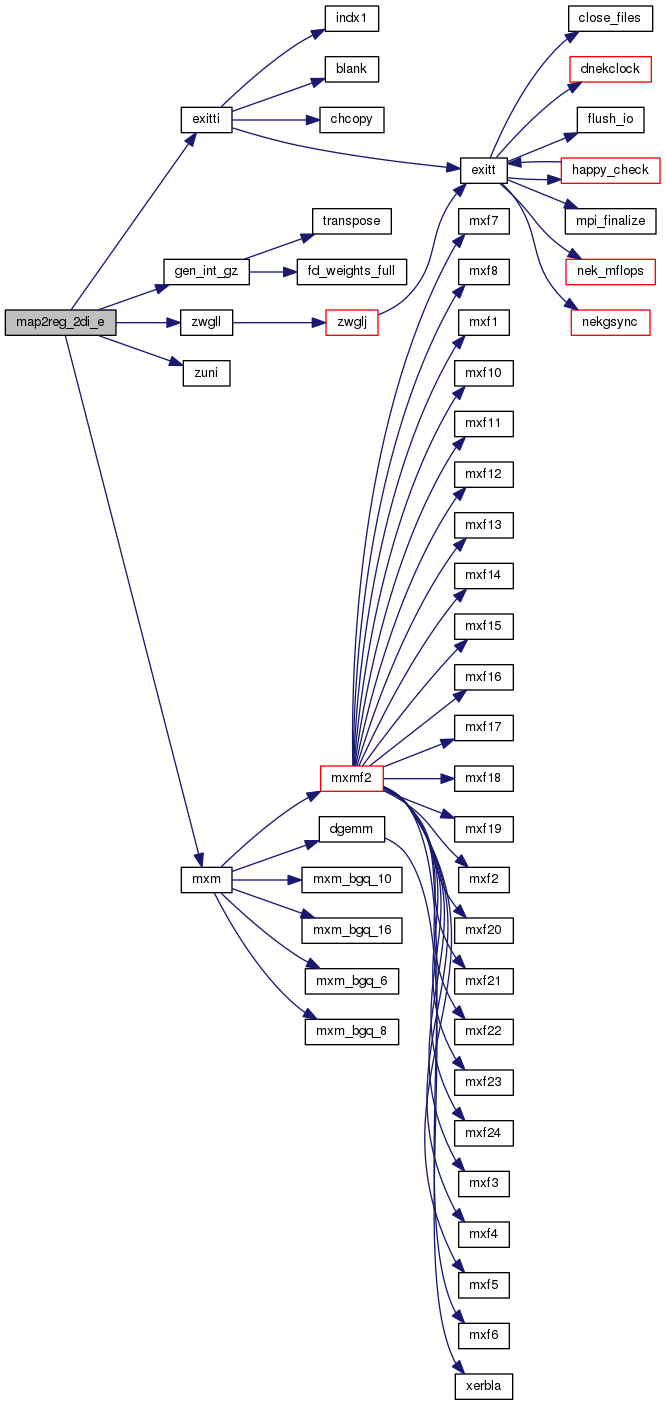 indx1
close_files
blank
dnekclock
exitti
chcopy
flush_io
exitt
happy_check
transpose
mxf7
mpi_finalize
gen_int_gz
fd_weights_full
mxf8
nek_mflops
map2reg_2di_e
zwgll
zwglj
mxf1
nekgsync
zuni
mxf10
mxf11
mxf12
mxf13
mxf14
mxf15
mxf16
mxf17
mxmf2
mxf18
dgemm
mxf19
mxm
mxm_bgq_10
mxf2
mxm_bgq_16
mxf20
mxm_bgq_6
mxf21
mxm_bgq_8
mxf22
mxf23
mxf24
mxf3
mxf4
mxf5
mxf6
xerbla